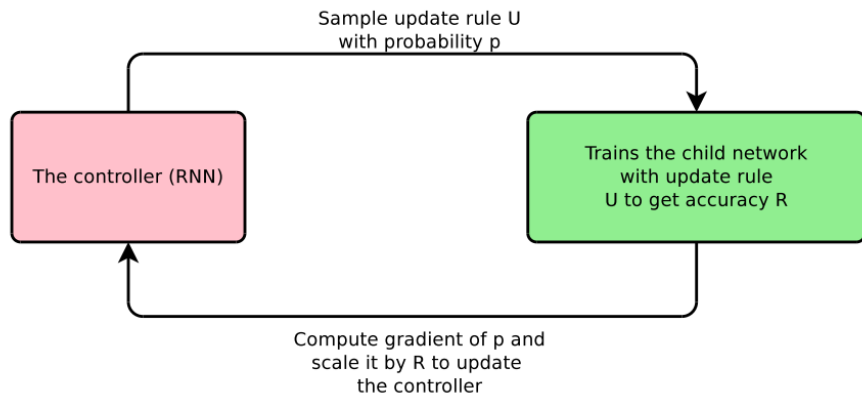 Sample update rule U
with probability p
The controller (RNN)
Trains the child network
with update rule
U to get accuracy R
Compute gradient of p and
scale it by R to update
the controller